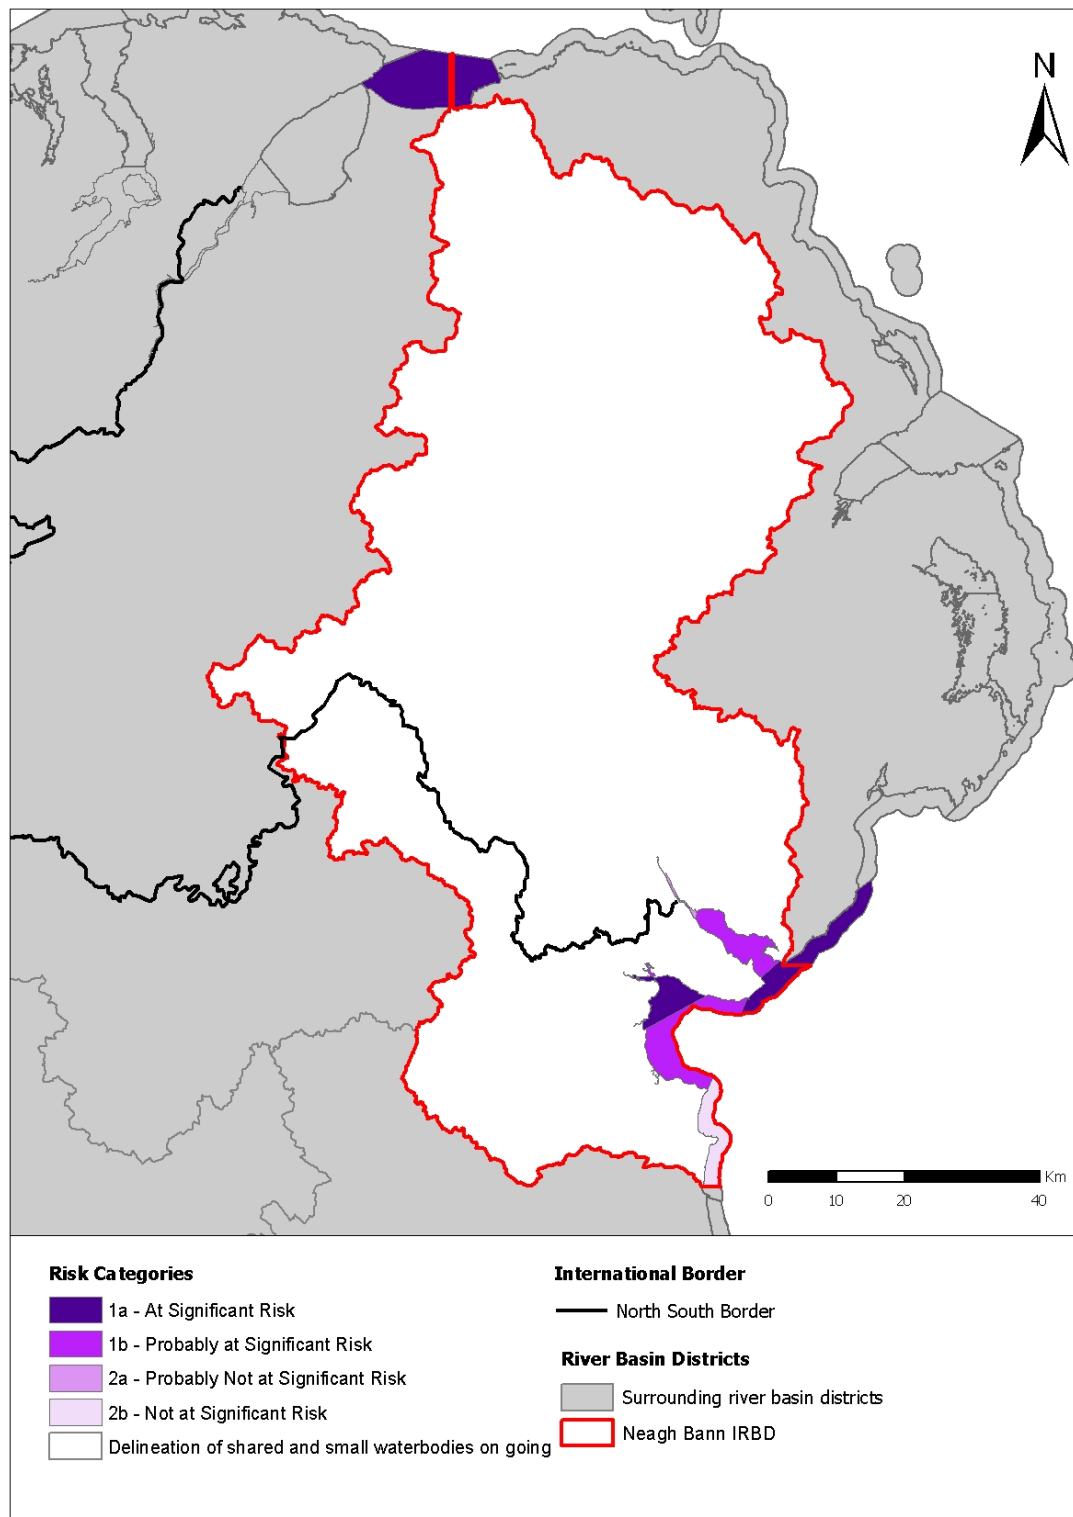 N
Km
0 10 20 40
Risk Categories
1a - At Significant Risk
1b - Probably at Significant Risk
2a - Probably Not at Significant Risk
2b - Not at Significant Risk
Delineation of shared and small waterbodies on going
International Border
North South Border
River Basin Districts
Surrounding river basin districts
Neagh Bann IRBD